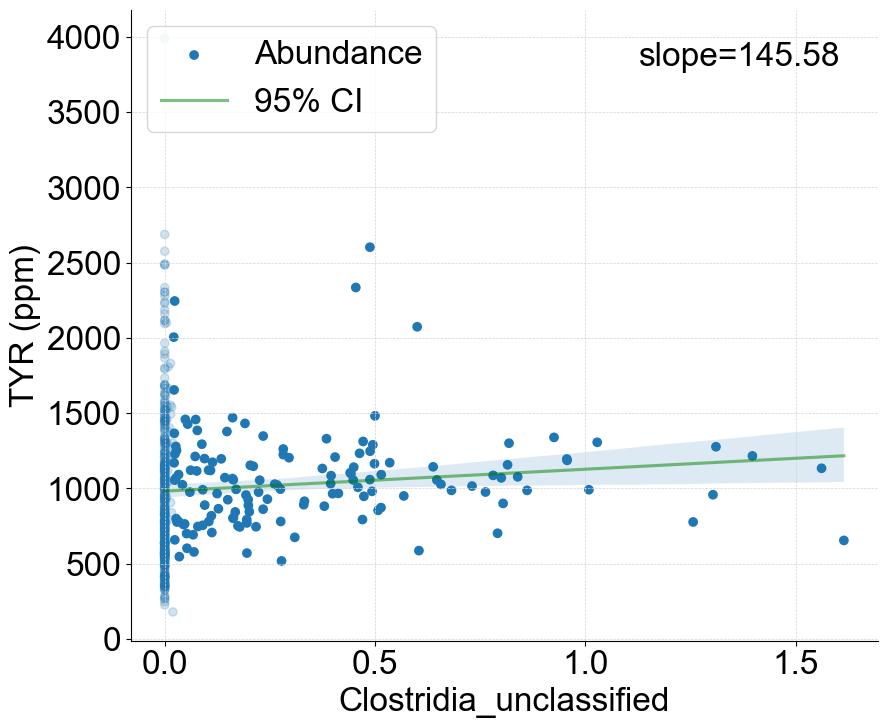 Abundance
95% CI
slope=145.58
4000
3500
3000
2500
2000
1500
1000
500
0
TYR (ppm)
0.0 0.5 1.0 1.5
Clostridia_unclassified